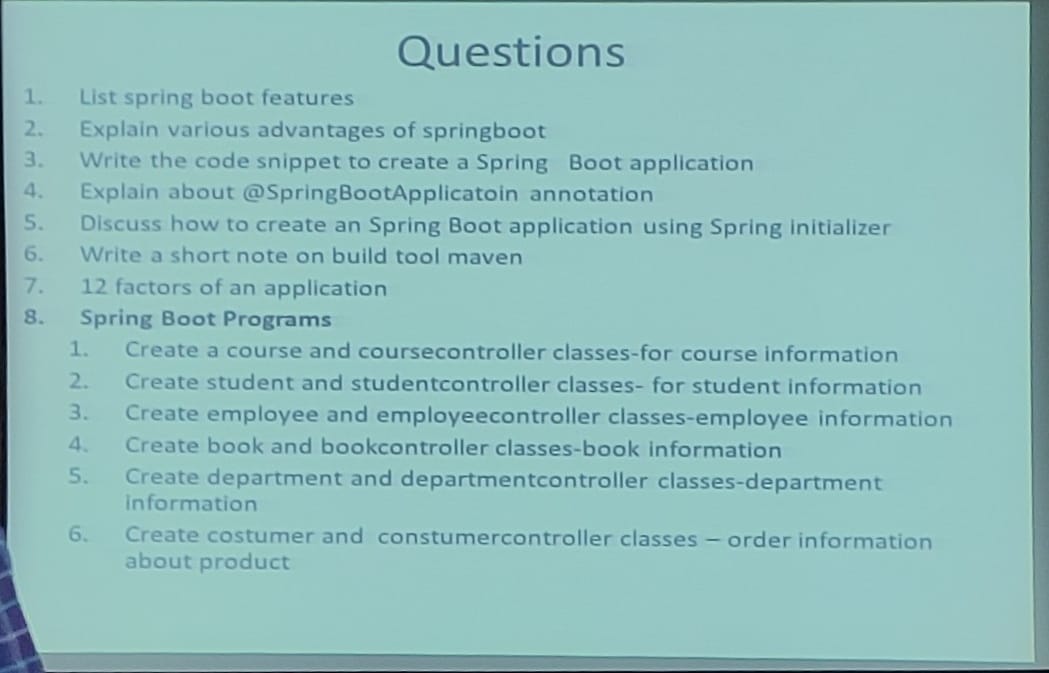 Questions
1. List spring boot features
2. Explain various advantages of springboot
3. Write the code snippet to create a Spring Boot application
4. Explain about @SpringBootApplicatoin annotation
5. Discuss how to create an Spring Boot application using Spring initializer
6. Write a short note on build tool maven
7. 12 factors of an application
8. Spring Boot Programs
1. Create a course and coursecontroller classes-for course information
2. Create student and studentcontroller classes- for student information
3. Create employee and employeecontroller classes-employee information
4. Create book and bookcontroller classes-book information
5. Create department and departmentcontroller classes-department
information
6. Create costumer and constumercontroller classes – order information
about product